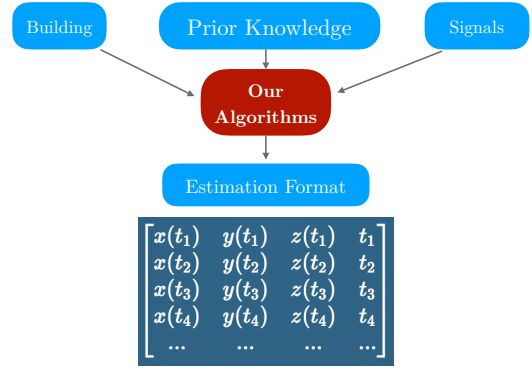 Building
Prior Knowledge
Signals
Our
Algorithms
Estimation Format
x(t₁) y(t₁) z(t₁) t₁
x(t₂) y(t₂) z(t₂) t₂
x(t₃) y(t₃) z(t₃) t₃
x(t₄) y(t₄) z(t₄) t₄
... ... ... ...